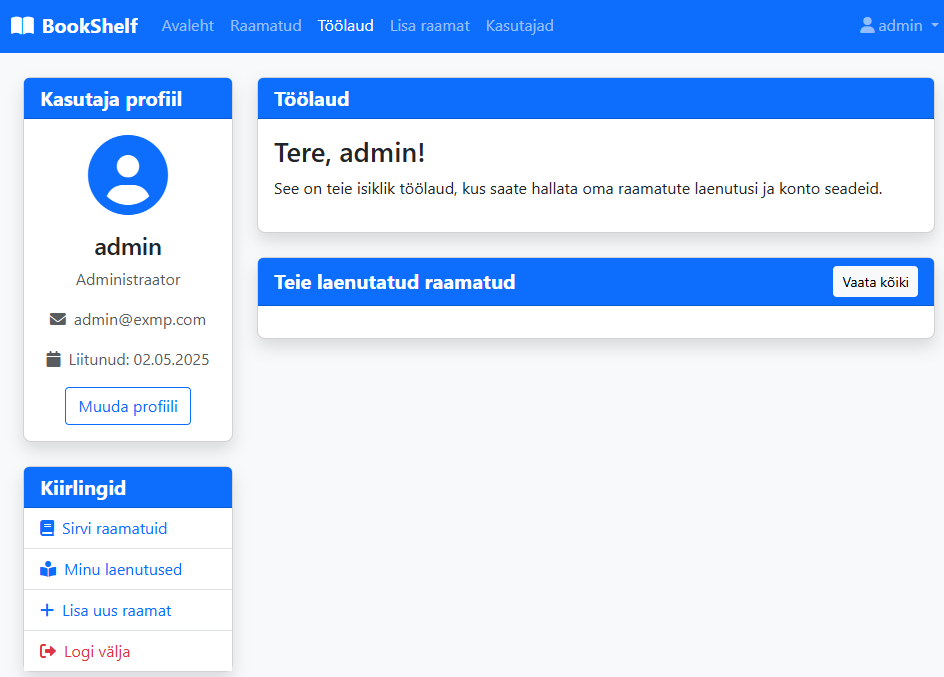 BookShelf Avaleht Raamatud Töölaud Lisa raamat Kasutajad admin
Kasutaja profiil
admin
Administraator
admin@exmp.com
Liitunud: 02.05.2025
Muuda profiili
Kiirlingid
Sirvi raamatuid
Minu laenutused
Lisa uus raamat
Logi välja
Töölaud
Tere, admin!
See on teie isiklik töölaud, kus saate hallata oma raamatute laenutusi ja konto seadeid.
Teie laenutatud raamatud Vaata kõiki